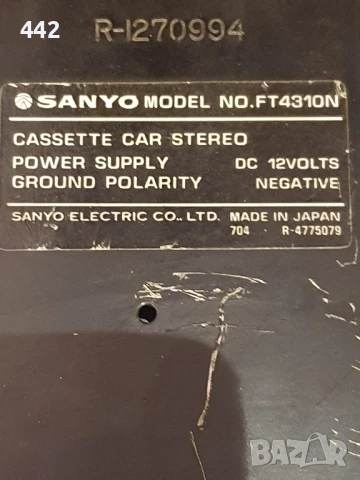 442
R-1270994
SANYO MODEL NO.FT4310N
CASSETTE CAR STEREO
POWER SUPPLY DC 12VOLTS
GROUND POLARITY NEGATIVE
SANYO ELECTRIC CO., LTD. MADE IN JAPAN
704 R-4775079
BAZAR